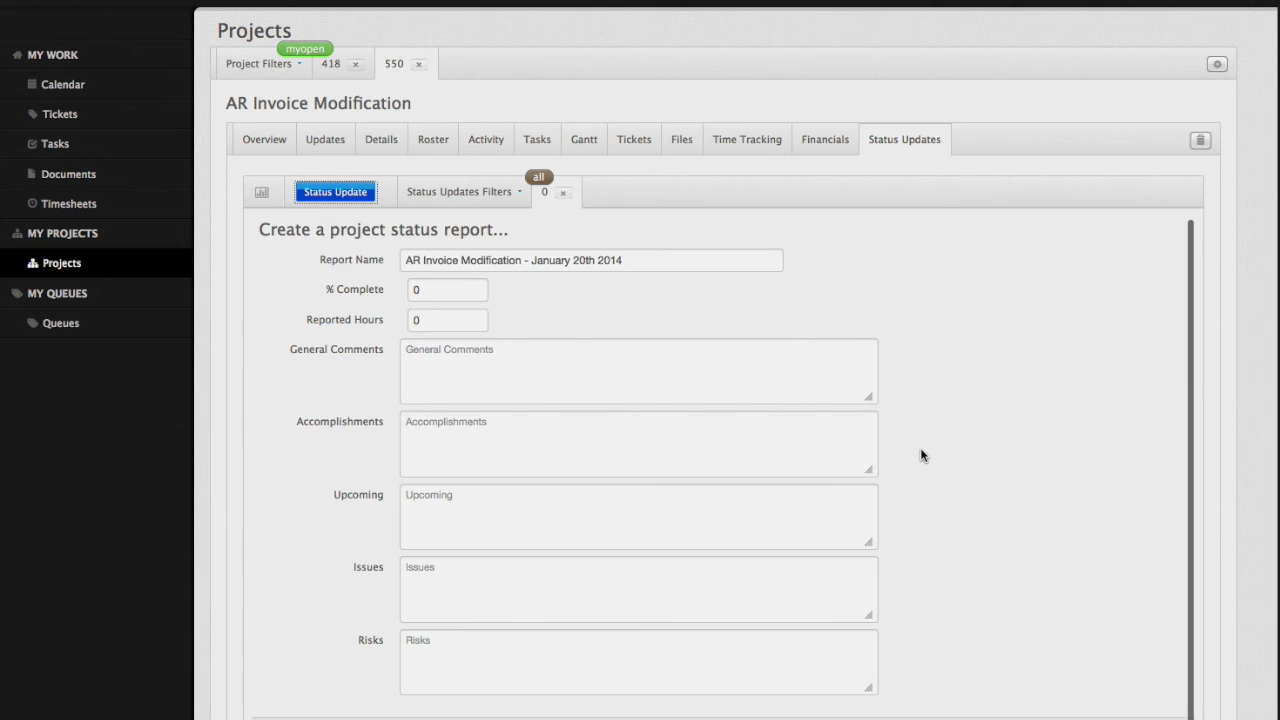 Projects
MY WORK
Calendar
Tickets
Tasks
Documents
Timesheets
MY PROJECTS
Projects
MY QUEUES
Queues
myopen
Project Filters 418 × 550 ×
AR Invoice Modification
Overview Updates Details Roster Activity Tasks Gantt Tickets Files Time Tracking Financials Status Updates
all
Status Update Status Updates Filters 0 ×
Create a project status report...
Report Name AR Invoice Modification - January 20th 2014
% Complete 0
Reported Hours 0
General Comments General Comments
Accomplishments Accomplishments
Upcoming Upcoming
Issues Issues
Risks Risks